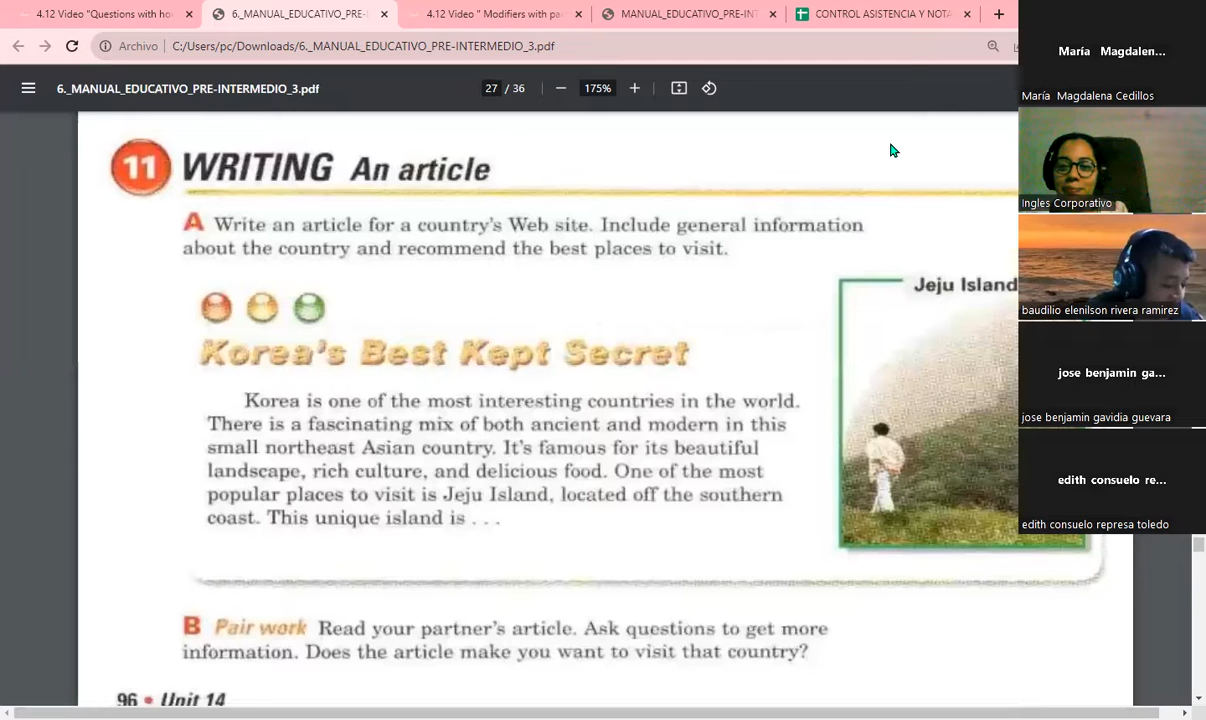 4.12 Video "Questions with ho
6._MANUAL_EDUCATIVO_PRE-
4.12 Video " Modifiers with pa
MANUAL_EDUCATIVO_PRE-INT
CONTROL ASISTENCIA Y NOTA
Archivo
C:/Users/pc/Downloads/6._MANUAL_EDUCATIVO_PRE-INTERMEDIO_3.pdf
6._MANUAL_EDUCATIVO_PRE-INTERMEDIO_3.pdf
27 / 36
175%
11 WRITING An article
A Write an article for a country's Web site. Include general information
about the country and recommend the best places to visit.
Korea's Best Kept Secret
Korea is one of the most interesting countries in the world.
There is a fascinating mix of both ancient and modern in this
small northeast Asian country. It's famous for its beautiful
landscape, rich culture, and delicious food. One of the most
popular places to visit is Jeju Island, located off the southern
coast. This unique island is . . .
Jeju Island
B Pair work Read your partner's article. Ask questions to get more
information. Does the article make you want to visit that country?
96 • Unit 14
María Magdalen...
María Magdalena Cedillos
Ingles Corporativo
baudilio elenilson rivera ramirez
jose benjamin ga...
jose benjamin gavidia guevara
edith consuelo re...
edith consuelo represa toledo